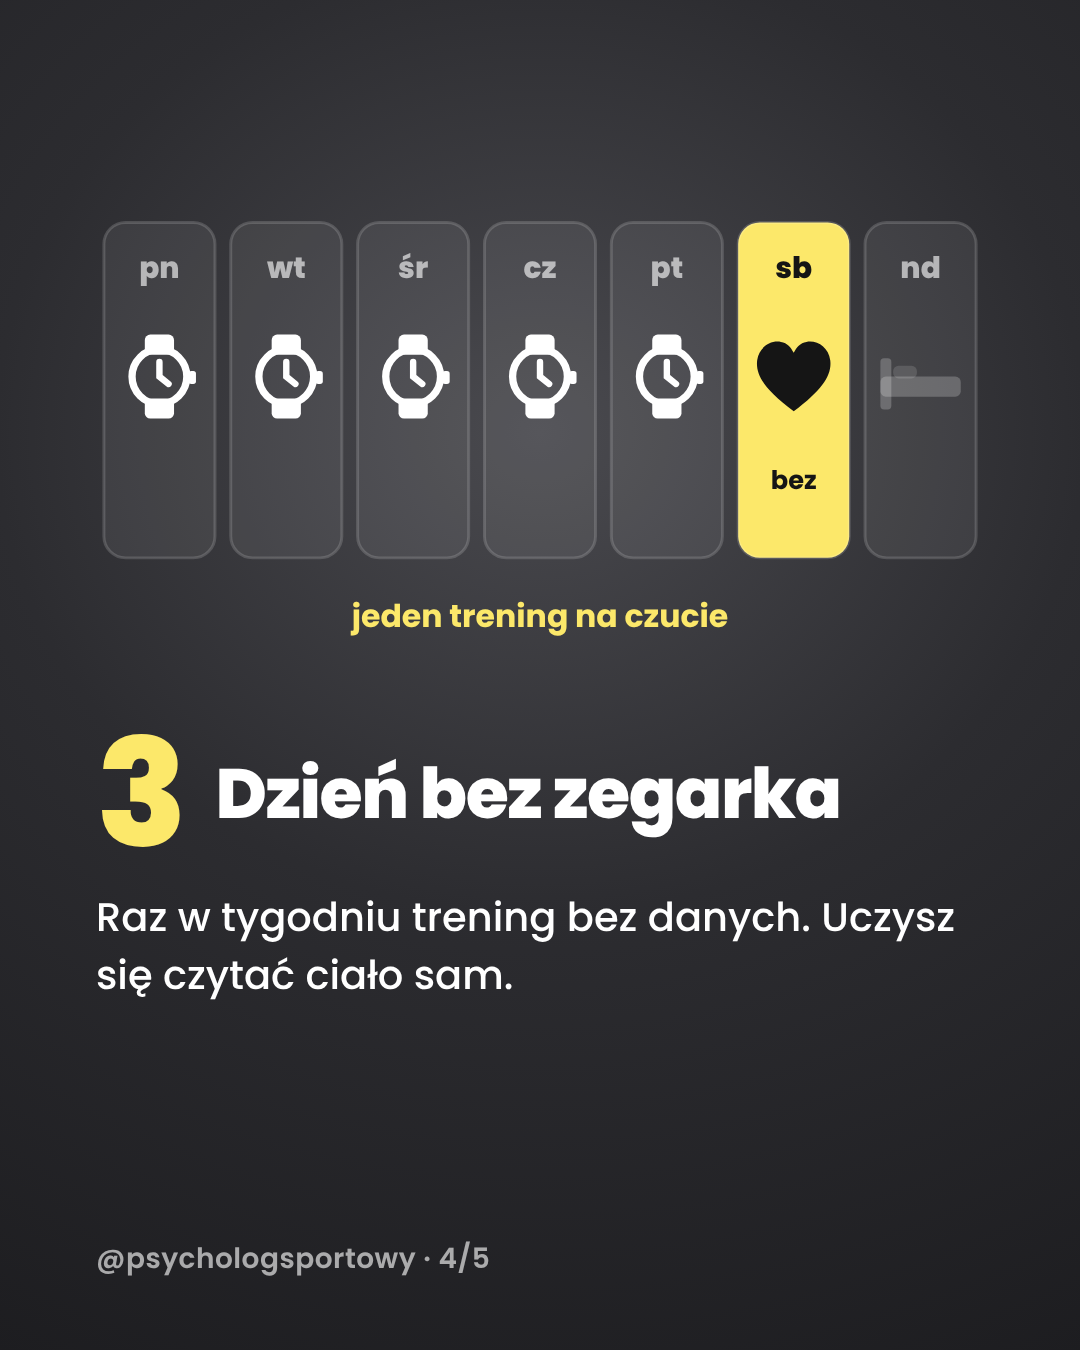 pn wt śr cz pt sb nd
bez
jeden trening na czucie
3 Dzień bez zegarka
Raz w tygodniu trening bez danych. Uczysz
się czytać ciało sam.
@psychologsportowy · 4/5